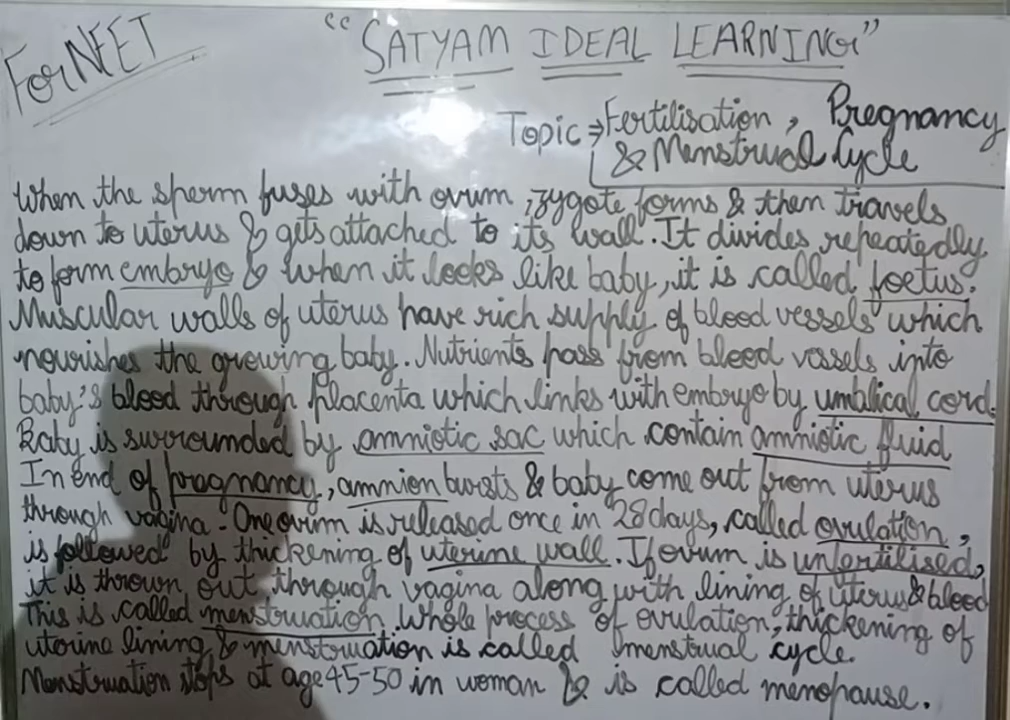 For NEET
"SATYAM IDEAL LEARNING"
Topic ⇒ Fertilisation, Pregnancy
& Menstrual Cycle
When the sperm fuses with ovum, zygote forms & then travels
down to uterus & gets attached to its wall. It divides repeatedly
to form embryo & when it looks like baby, it is called foetus.
Muscular walls of uterus have rich supply of blood vessels which
nourishes the growing baby. Nutrients pass from blood vessels into
baby's blood through placenta which links with embryo by umblical cord.
Baby is surrounded by amniotic sac which contain amniotic fluid
In end of pregnancy, amnion bursts & baby come out from uterus
through vagina. One ovum is released once in 28 days, called ovulation,
is followed by thickening of uterine wall. If ovum is unfertilised,
it is thrown out through vagina along with lining of uterus & blood
This is called menstruation. Whole process of ovulation, thickening of
uterine lining & menstruation is called menstrual cycle.
Menstruation stops at age 45-50 in woman & is called menopause.